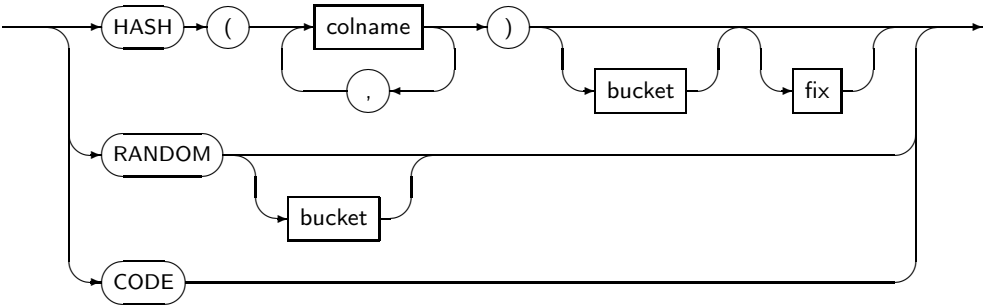 HASH ( colname )
,
bucket fix
RANDOM
bucket
CODE